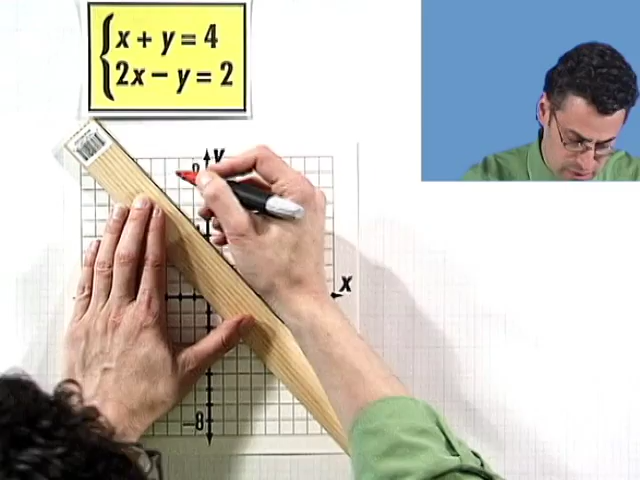 x + y = 4
2x − y = 2
y
x
−8